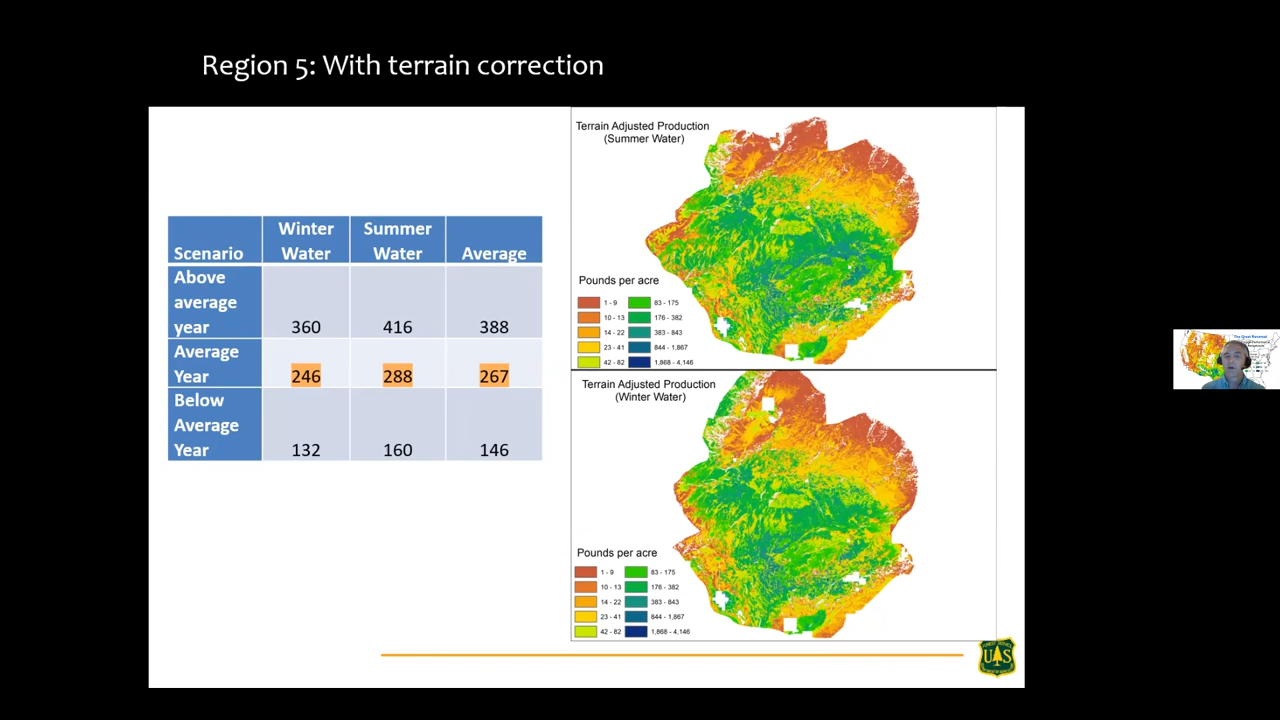 Region 5: With terrain correction
Scenario Winter Water Summer Water Average
Above average year 360 416 388
Average Year 246 288 267
Below Average Year 132 160 146
Terrain Adjusted Production
(Summer Water)
Pounds per acre
1 - 9 83 - 175
10 - 13 176 - 382
14 - 22 383 - 843
23 - 41 844 - 1,867
42 - 82 1,868 - 4,146
Terrain Adjusted Production
(Winter Water)
Pounds per acre
1 - 9 83 - 175
10 - 13 176 - 382
14 - 22 383 - 843
23 - 41 844 - 1,867
42 - 82 1,868 - 4,146
U S